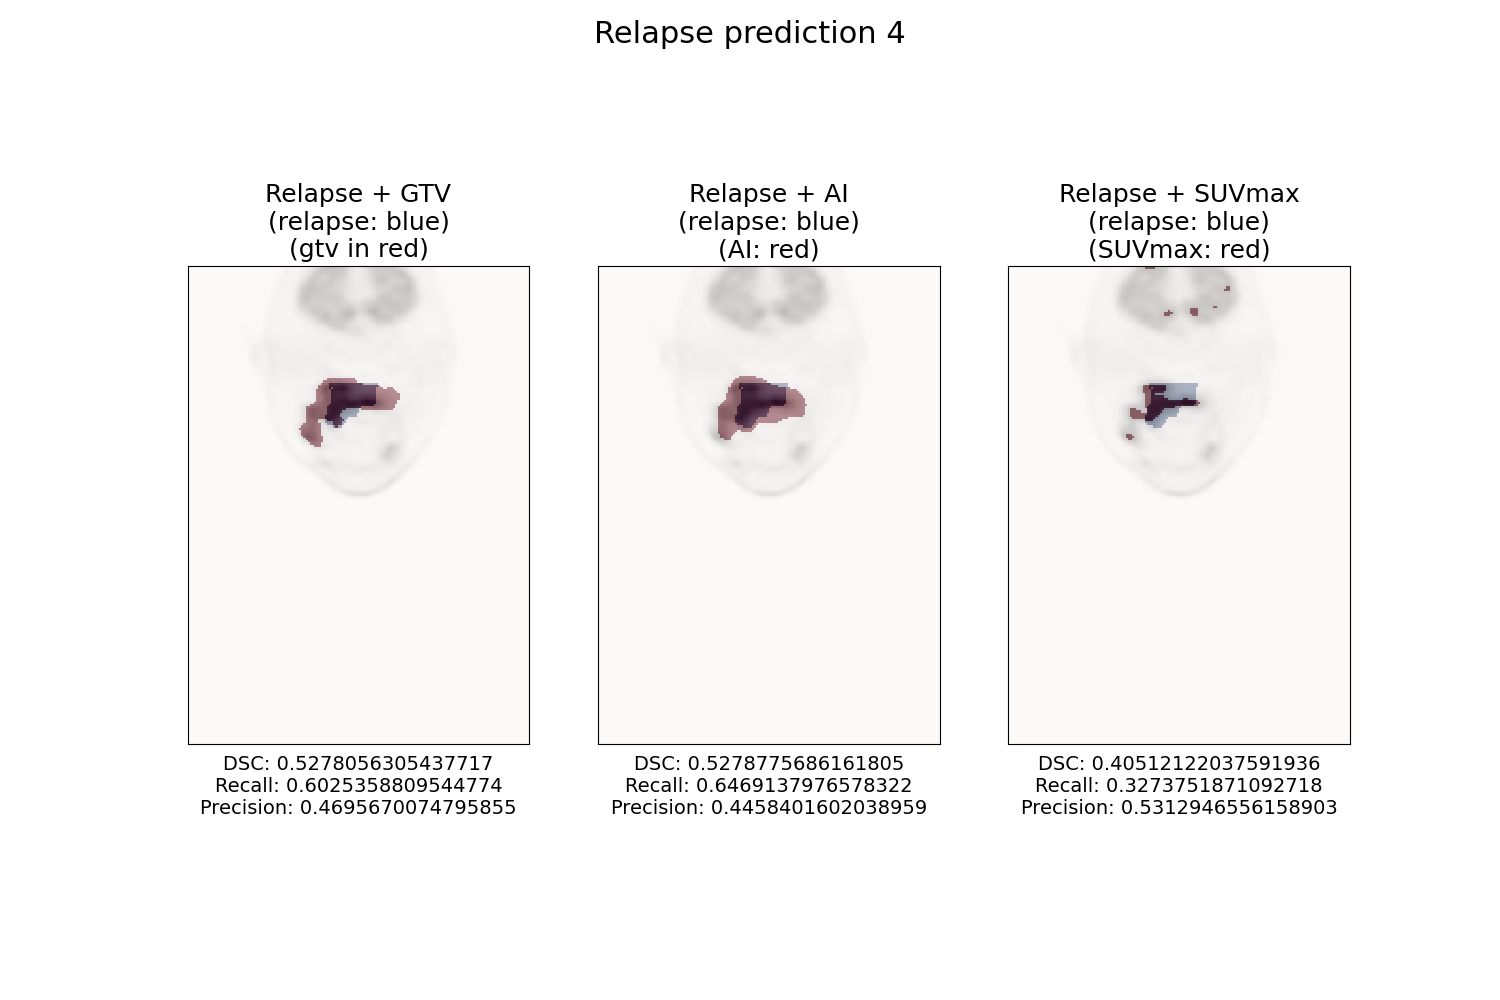 Relapse prediction 4
Relapse + GTV
(relapse: blue)
(gtv in red)
Relapse + AI
(relapse: blue)
(AI: red)
Relapse + SUVmax
(relapse: blue)
(SUVmax: red)
DSC: 0.5278056305437717
Recall: 0.6025358809544774
Precision: 0.4695670074795855
DSC: 0.5278775686161805
Recall: 0.6469137976578322
Precision: 0.4458401602038959
DSC: 0.40512122037591936
Recall: 0.3273751871092718
Precision: 0.5312946556158903